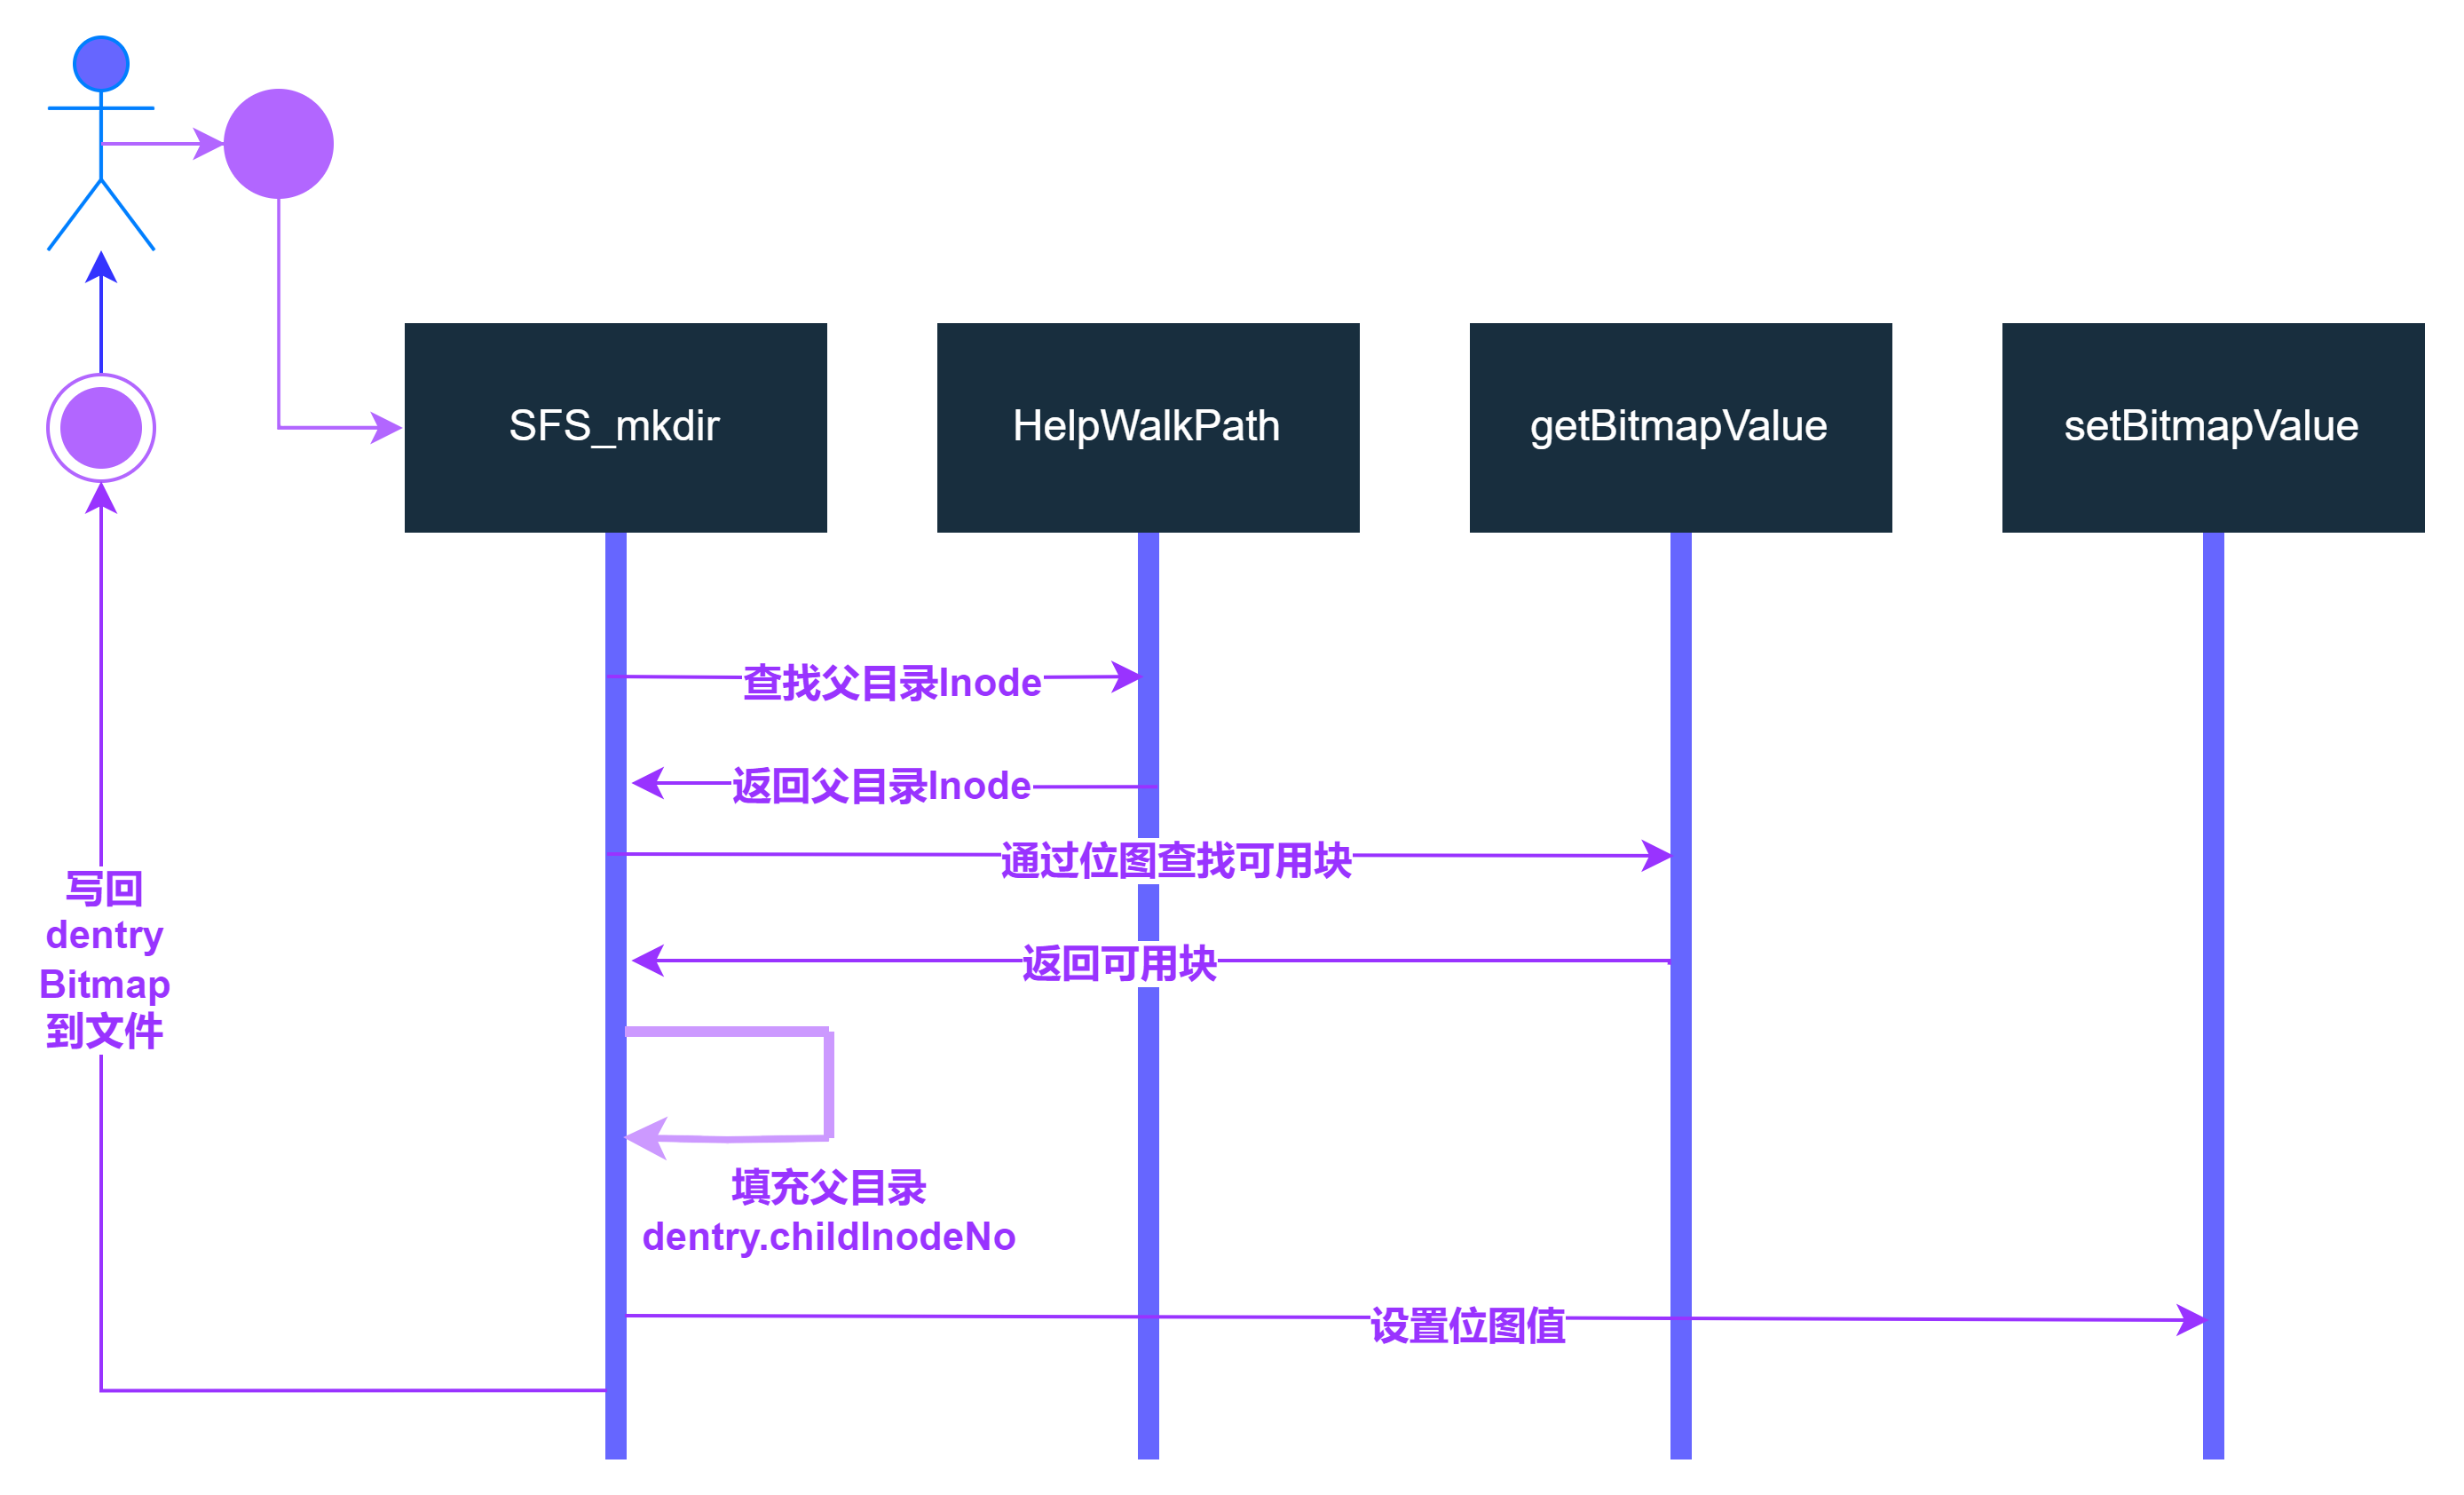 SFS_mkdir
HelpWalkPath
getBitmapValue
setBitmapValue
查找父目录Inode
返回父目录Inode
通过位图查找可用块
返回可用块
写回
dentry
Bitmap
到文件
填充父目录
dentry.childInodeNo
设置位图值